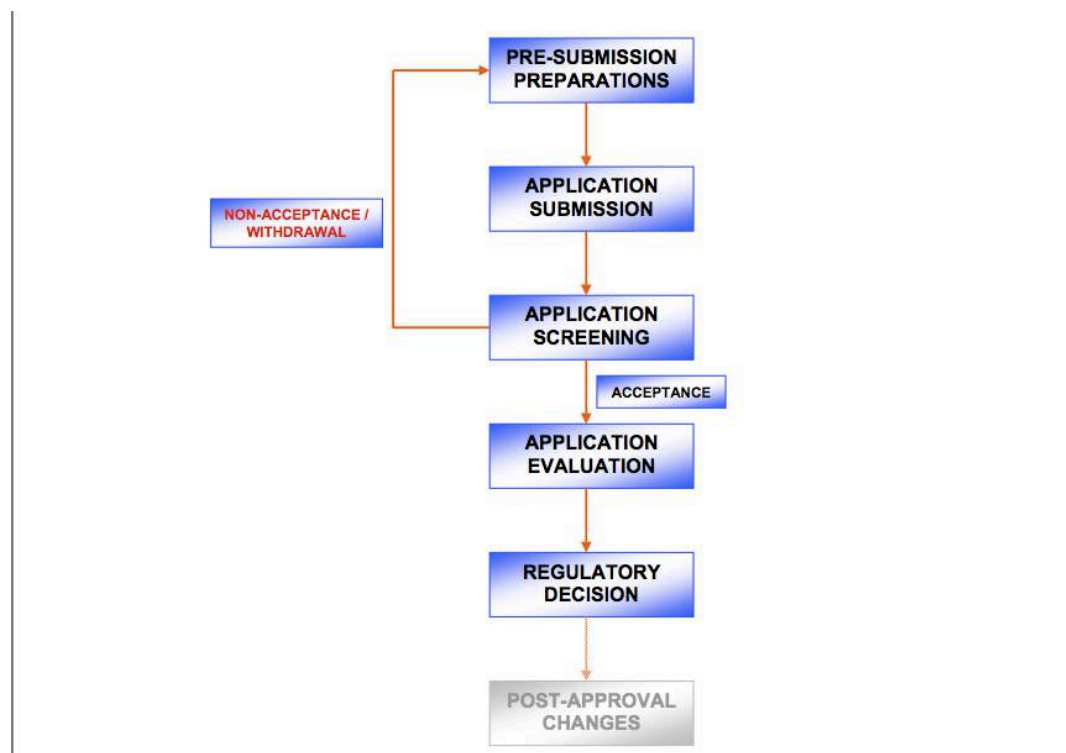 PRE-SUBMISSION
PREPARATIONS
APPLICATION
SUBMISSION
NON-ACCEPTANCE /
WITHDRAWAL
APPLICATION
SCREENING
ACCEPTANCE
APPLICATION
EVALUATION
REGULATORY
DECISION
POST-APPROVAL
CHANGES